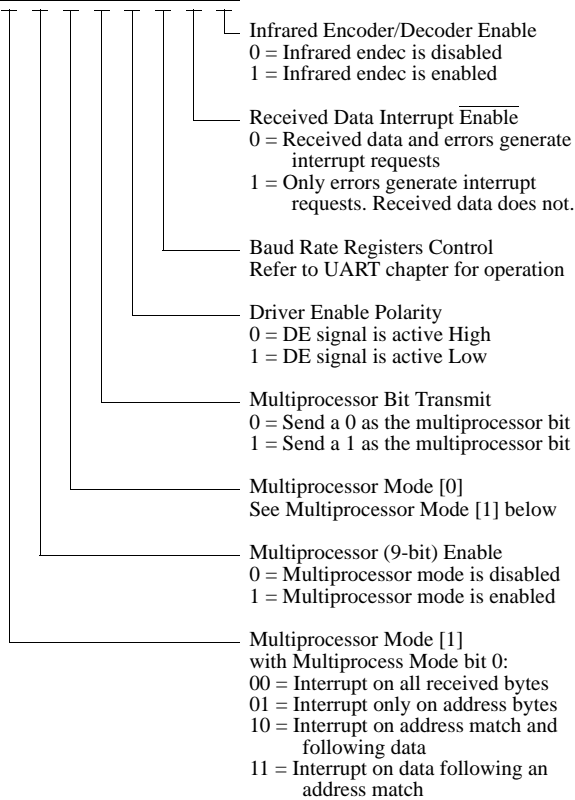 Infrared Encoder/Decoder Enable
0 = Infrared endec is disabled
1 = Infrared endec is enabled
Received Data Interrupt Enable
0 = Received data and errors generate
interrupt requests
1 = Only errors generate interrupt
requests. Received data does not.
Baud Rate Registers Control
Refer to UART chapter for operation
Driver Enable Polarity
0 = DE signal is active High
1 = DE signal is active Low
Multiprocessor Bit Transmit
0 = Send a 0 as the multiprocessor bit
1 = Send a 1 as the multiprocessor bit
Multiprocessor Mode [0]
See Multiprocessor Mode [1] below
Multiprocessor (9-bit) Enable
0 = Multiprocessor mode is disabled
1 = Multiprocessor mode is enabled
Multiprocessor Mode [1]
with Multiprocess Mode bit 0:
00 = Interrupt on all received bytes
01 = Interrupt only on address bytes
10 = Interrupt on address match and
following data
11 = Interrupt on data following an
address match